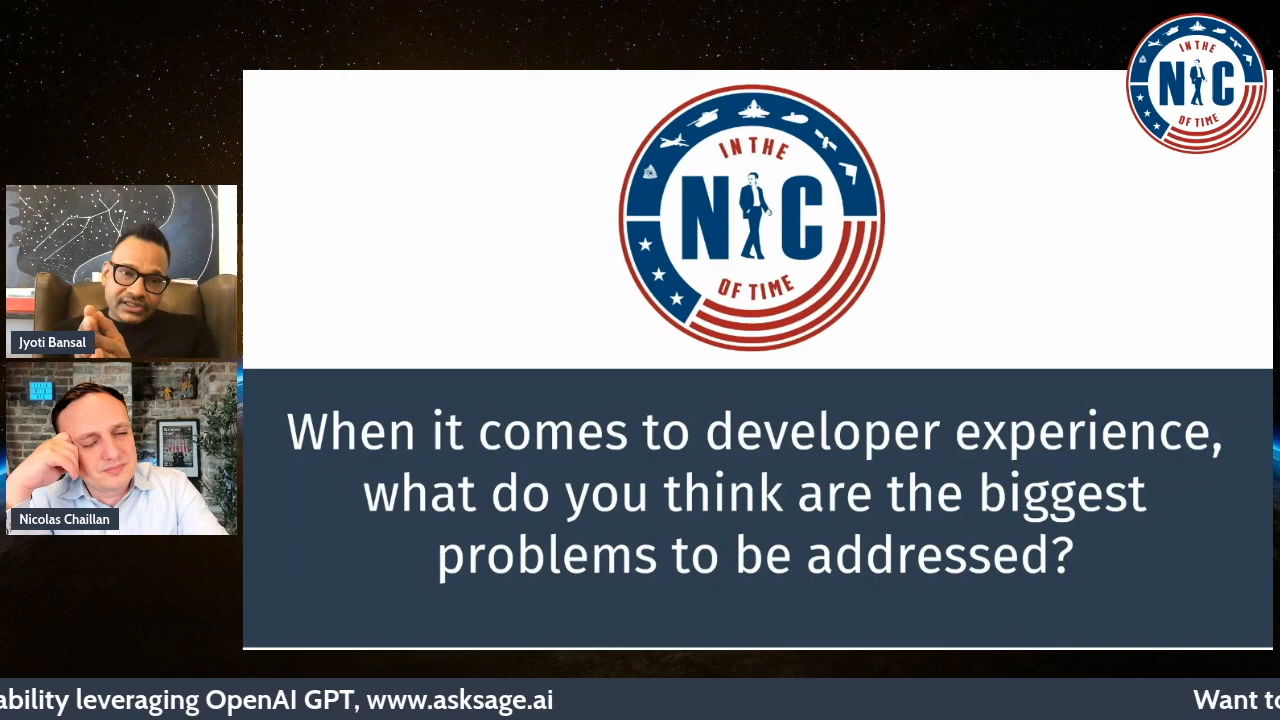 IN THE
NIC
OF TIME
IN THE
NIC
OF TIME
Jyoti Bansal
Nicolas Chaillan
When it comes to developer experience,
what do you think are the biggest
problems to be addressed?
ability leveraging OpenAI GPT, www.asksage.ai
Want to